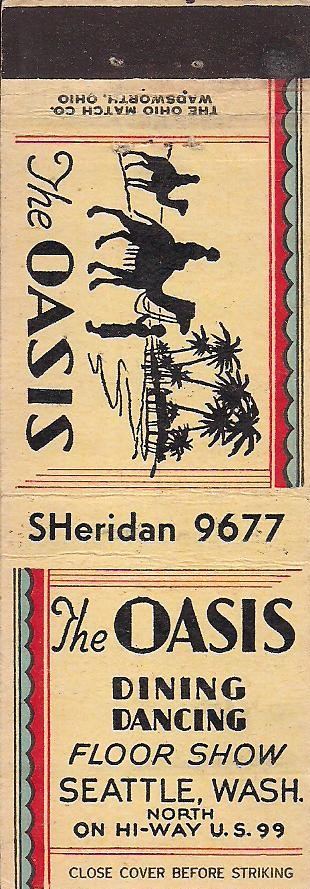 THE OHIO MATCH CO.
WADSWORTH, OHIO
The OASIS
SHeridan 9677
The OASIS
DINING
DANCING
FLOOR SHOW
SEATTLE, WASH.
NORTH
ON HI-WAY U.S. 99
CLOSE COVER BEFORE STRIKING